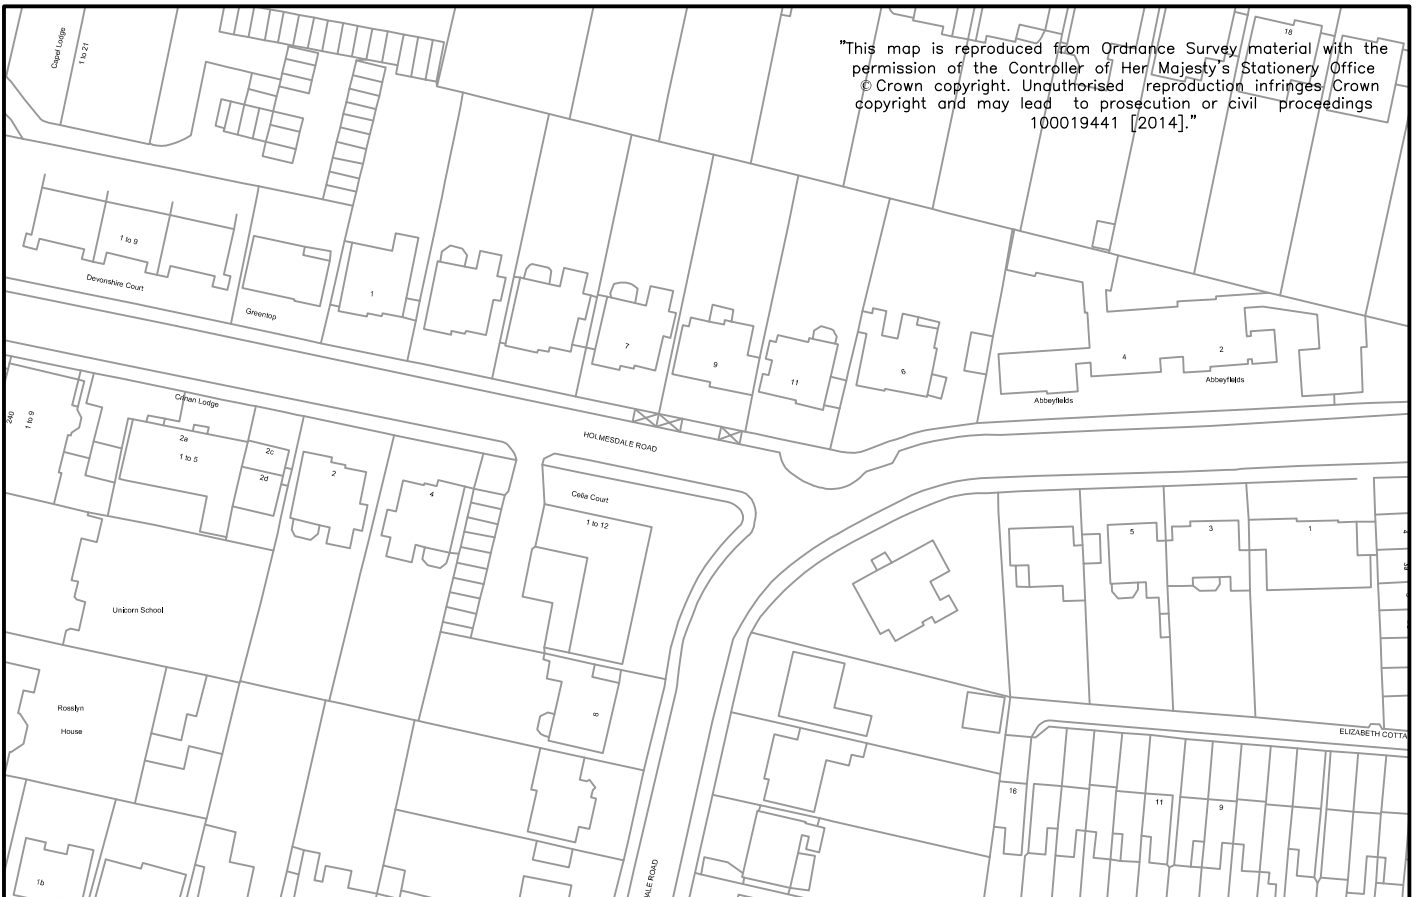 "This map is reproduced from Ordnance Survey material with the
permission of the Controller of Her Majesty's Stationery Office
© Crown copyright. Unauthorised reproduction infringes Crown
copyright and may lead to prosecution or civil proceedings
100019441 [2014]."
18
Capel Lodge
1 to 21
1 to 9
Devonshire Court
Greentop
1
7
9
11
4
2
Abbeyfields
Abbeyfields
240
1 to 9
Crinan Lodge
2a
1 to 5
2c
2d
2
4
HOLMESDALE ROAD
Celia Court
1 to 12
5
3
1
4
3a
Unicorn School
Rosslyn
House
8
ELIZABETH COTTA
16
11
9
1b
ALE ROAD